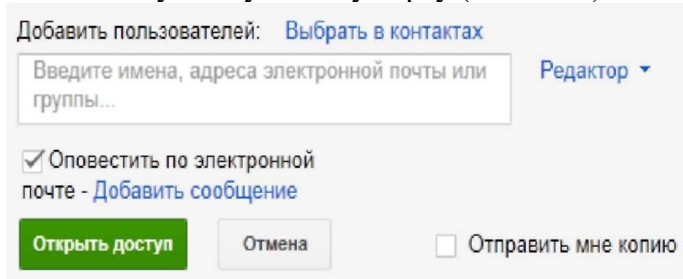 Добавить пользователей: Выбрать в контактах
Введите имена, адреса электронной почты или Редактор
группы...
Оповестить по электронной
почте - Добавить сообщение
Открыть доступ Отмена Отправить мне копию